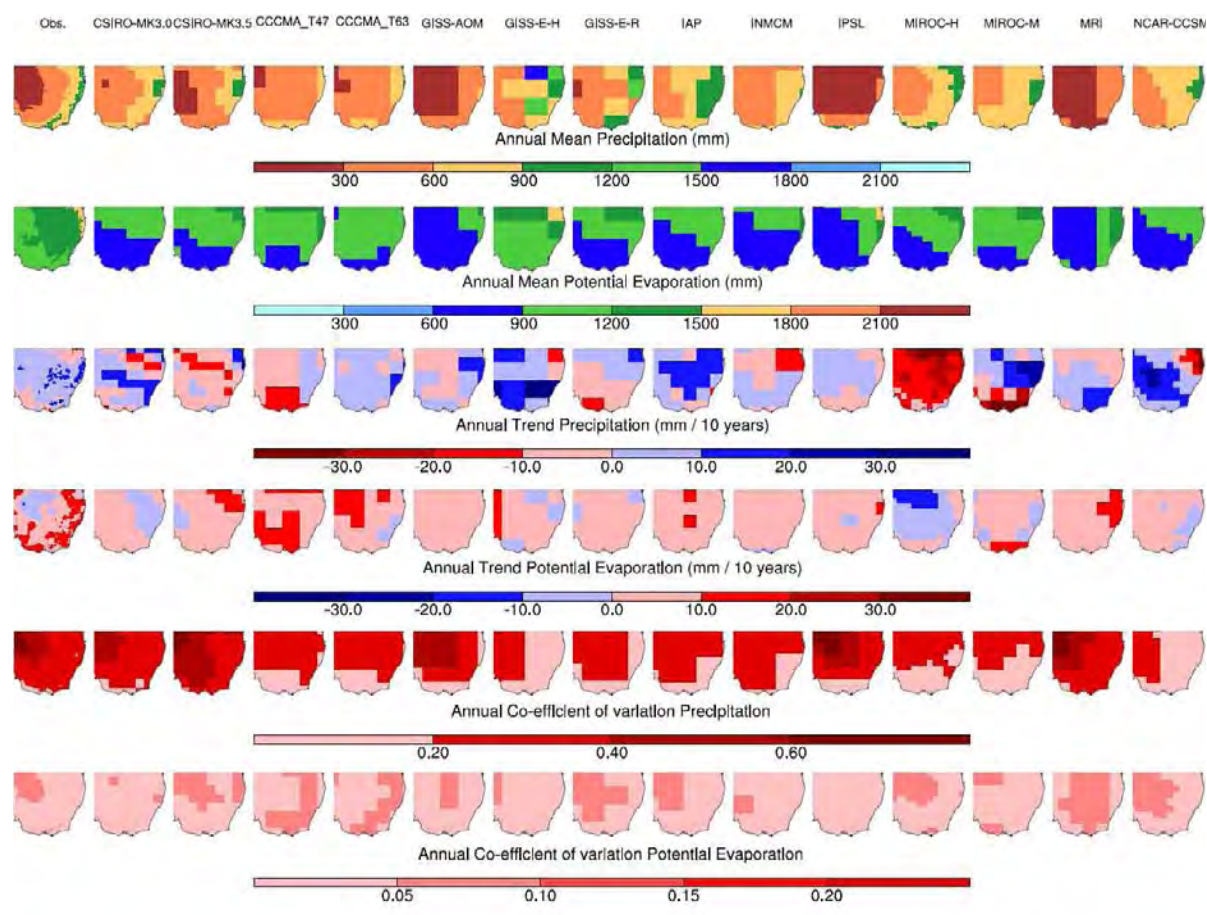 Obs. CSIRO-MK3.0 CSIRO-MK3.5 CCCMA_T47 CCCMA_T63 GISS-AOM GISS-E-H GISS-E-R IAP INMCM IPSL MIROC-H MIROC-M MRI NCAR-CCSM
Annual Mean Precipitation (mm)
300 600 900 1200 1500 1800 2100
Annual Mean Potential Evaporation (mm)
300 600 900 1200 1500 1800 2100
Annual Trend Precipitation (mm / 10 years)
-30.0 -20.0 -10.0 0.0 10.0 20.0 30.0
Annual Trend Potential Evaporation (mm / 10 years)
-30.0 -20.0 -10.0 0.0 10.0 20.0 30.0
Annual Co-efficient of variation Precipitation
0.20 0.40 0.60
Annual Co-efficient of variation Potential Evaporation
0.05 0.10 0.15 0.20